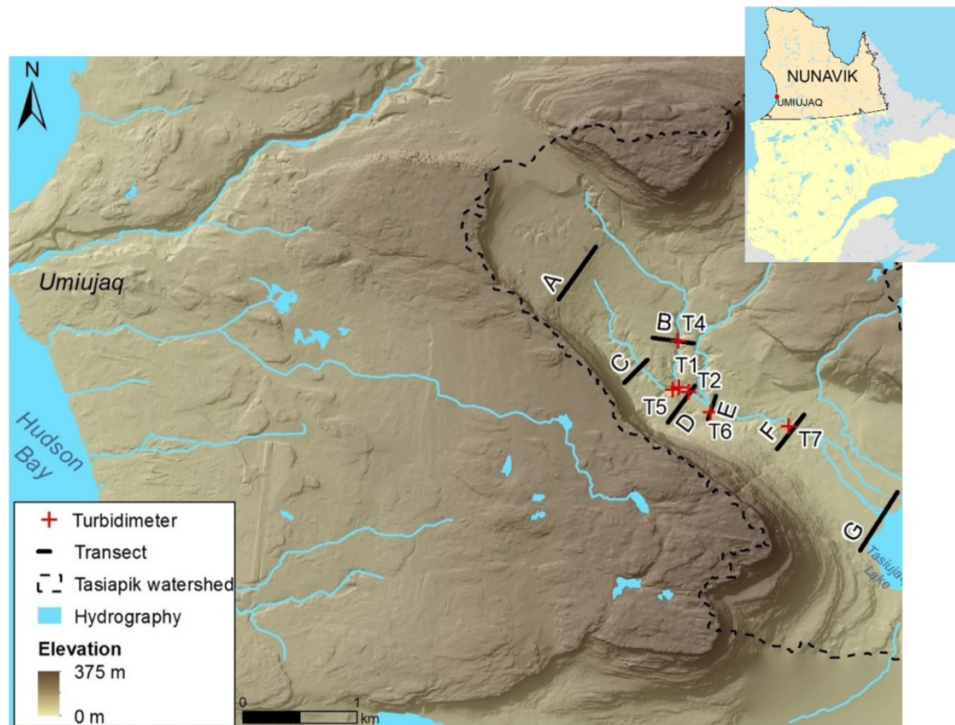 NUNAVIK
UMIUJAQ
N
Umiujaq
Hudson
Bay
A
B
T4
C
T1
T2
T5
D
E
T6
F
T7
G
Lake
Turbidimeter
Transect
Tasiapik watershed
Hydrography
Elevation
375 m
0 m
0
1
km